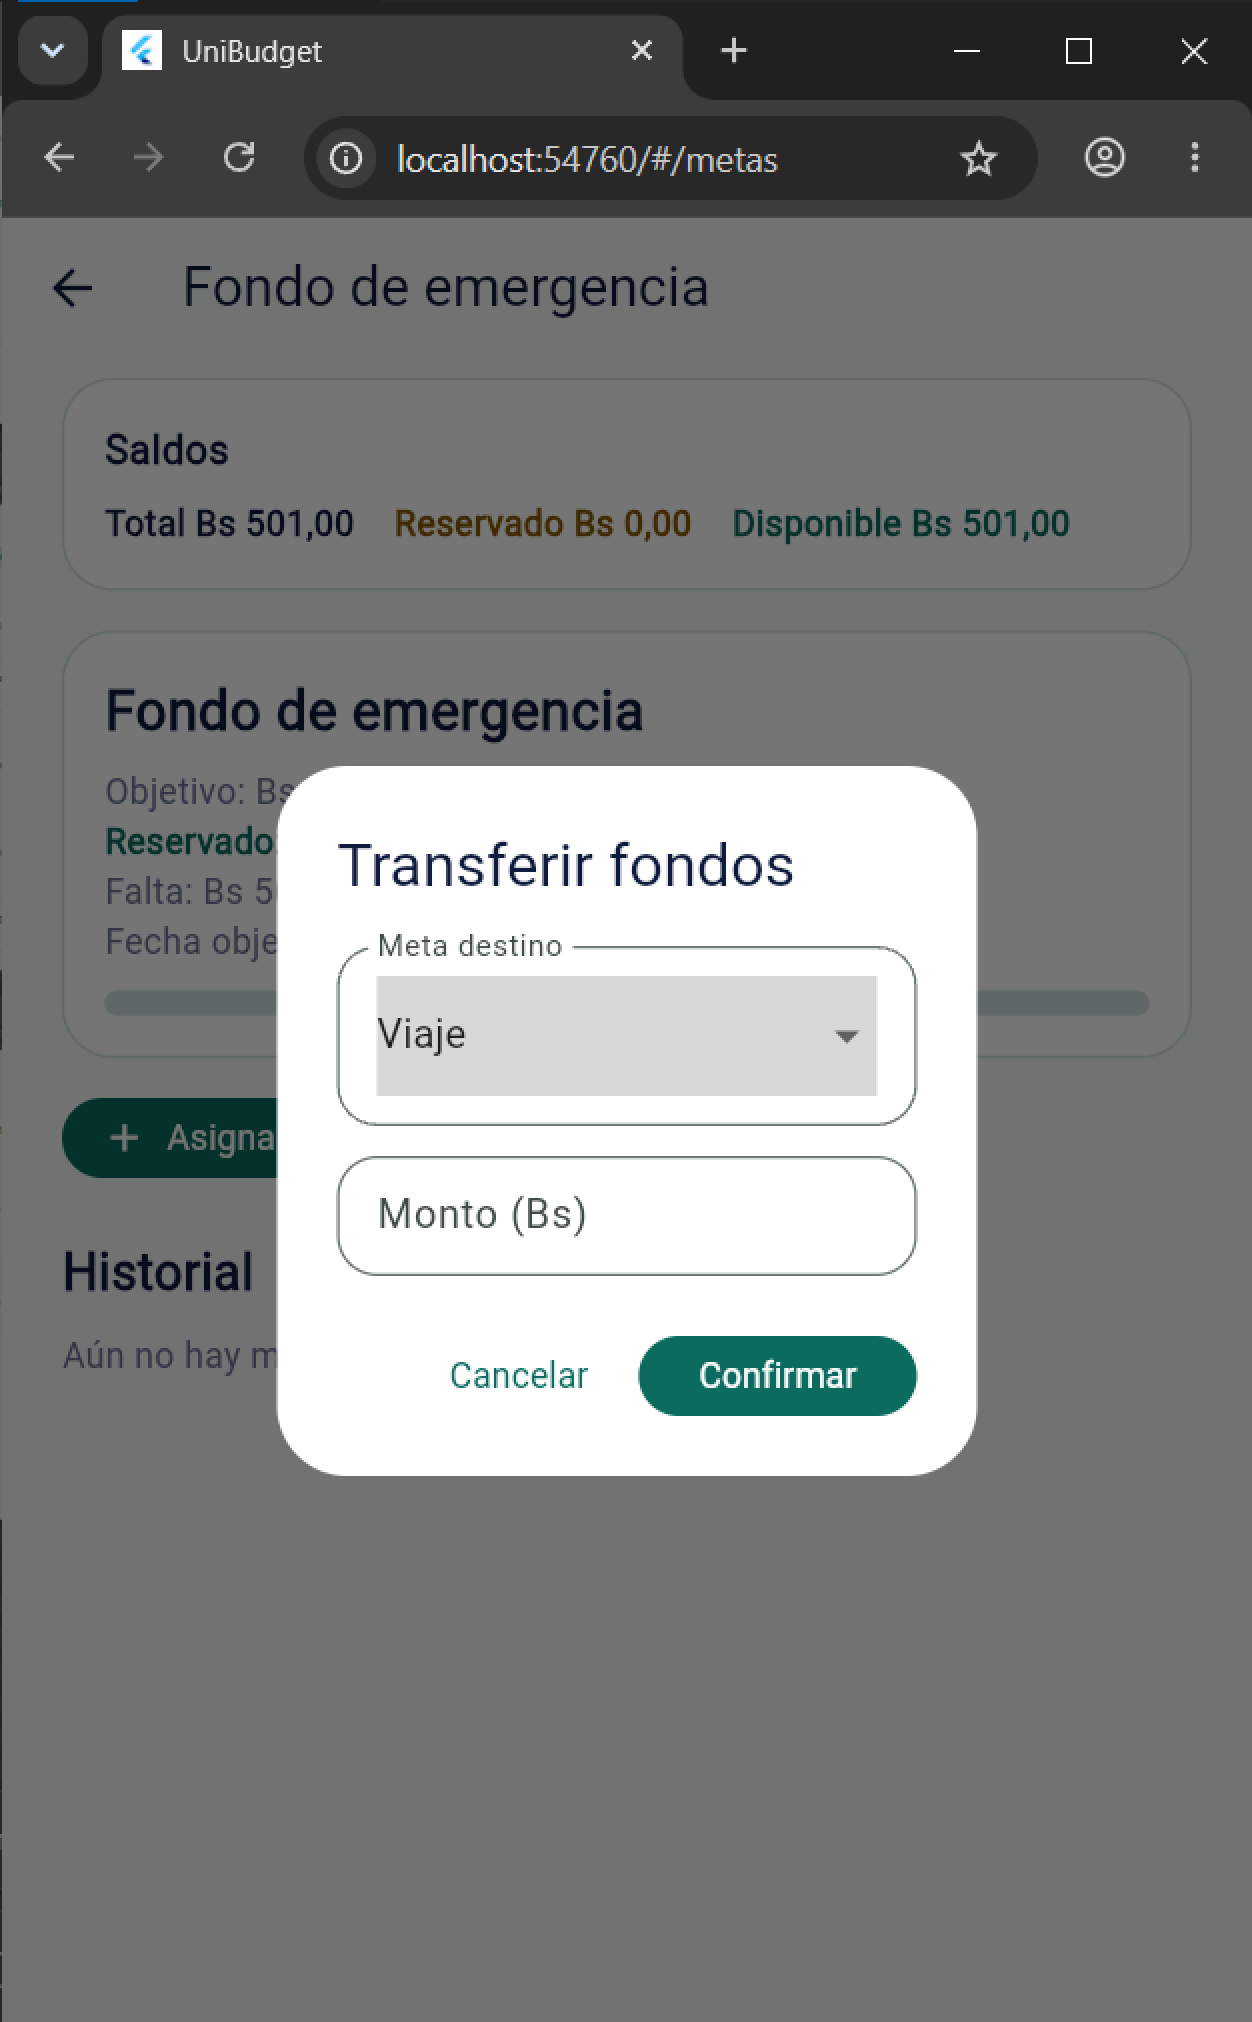 UniBudget
localhost:54760/#/metas
Fondo de emergencia
Saldos
Total Bs 501,00 Reservado Bs 0,00 Disponible Bs 501,00
Fondo de emergencia
Objetivo: Bs
Reservado:
Falta: Bs 5
Fecha obje
Transferir fondos
Meta destino
Viaje
Asigna
Monto (Bs)
Historial
Aún no hay m
Cancelar Confirmar